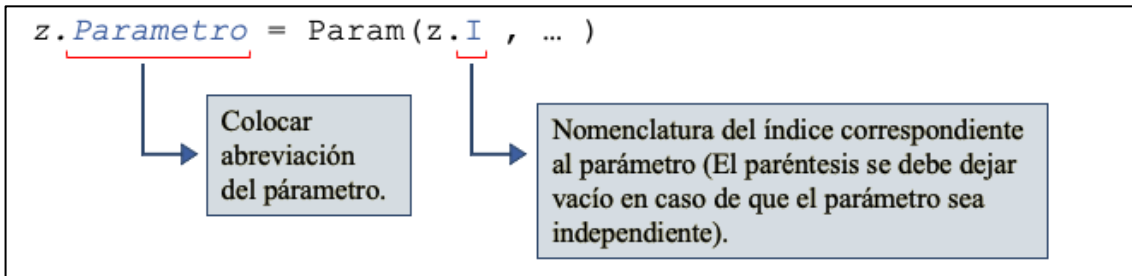 z.Parametro = Param(z.I , … )
Colocar
abreviación
del párametro.
Nomenclatura del índice correspondiente
al parámetro (El paréntesis se debe dejar
vacío en caso de que el parámetro sea
independiente).